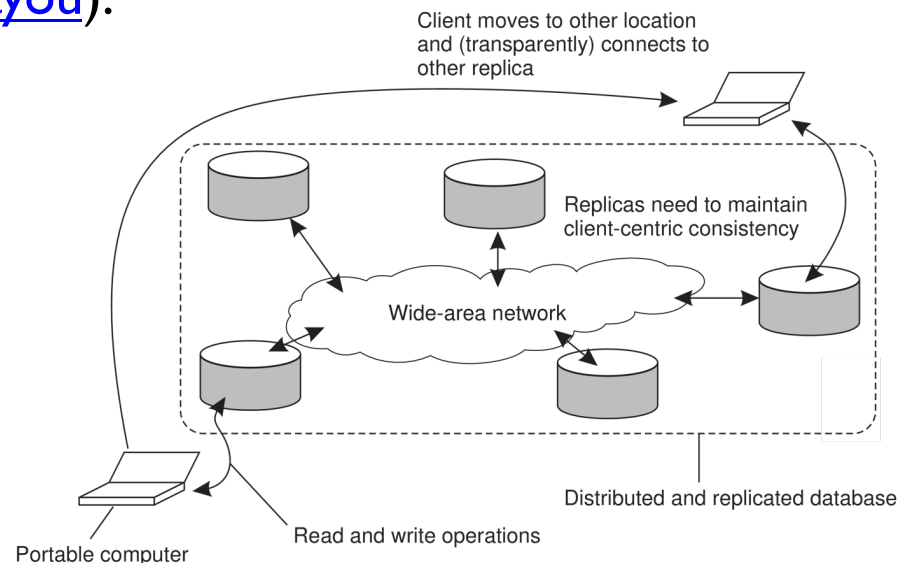 you).
Client moves to other location
and (transparently) connects to
other replica
Replicas need to maintain
client-centric consistency
Wide-area network
Distributed and replicated database
Read and write operations
Portable computer